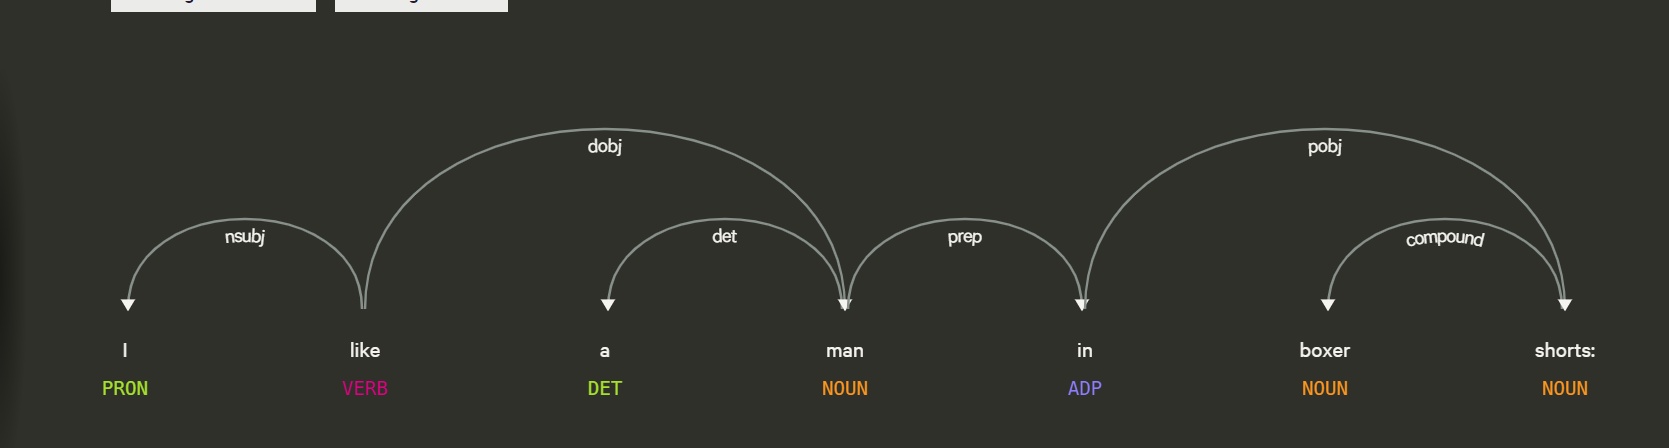 dobj pobj
nsubj det prep compound
I like a man in boxer shorts:
PRON VERB DET NOUN ADP NOUN NOUN